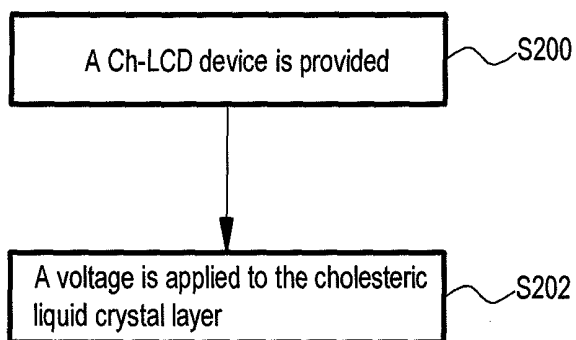 A Ch-LCD device is provided
S200
A voltage is applied to the cholesteric
liquid crystal layer
S202